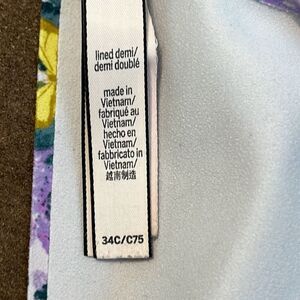 lined demi/
demi doublé
made in
Vietnam/
fabriqué au
Vietnam/
hecho en
Vietnam/
fabbricato in
Vietnam/
越南制造
34C/C75